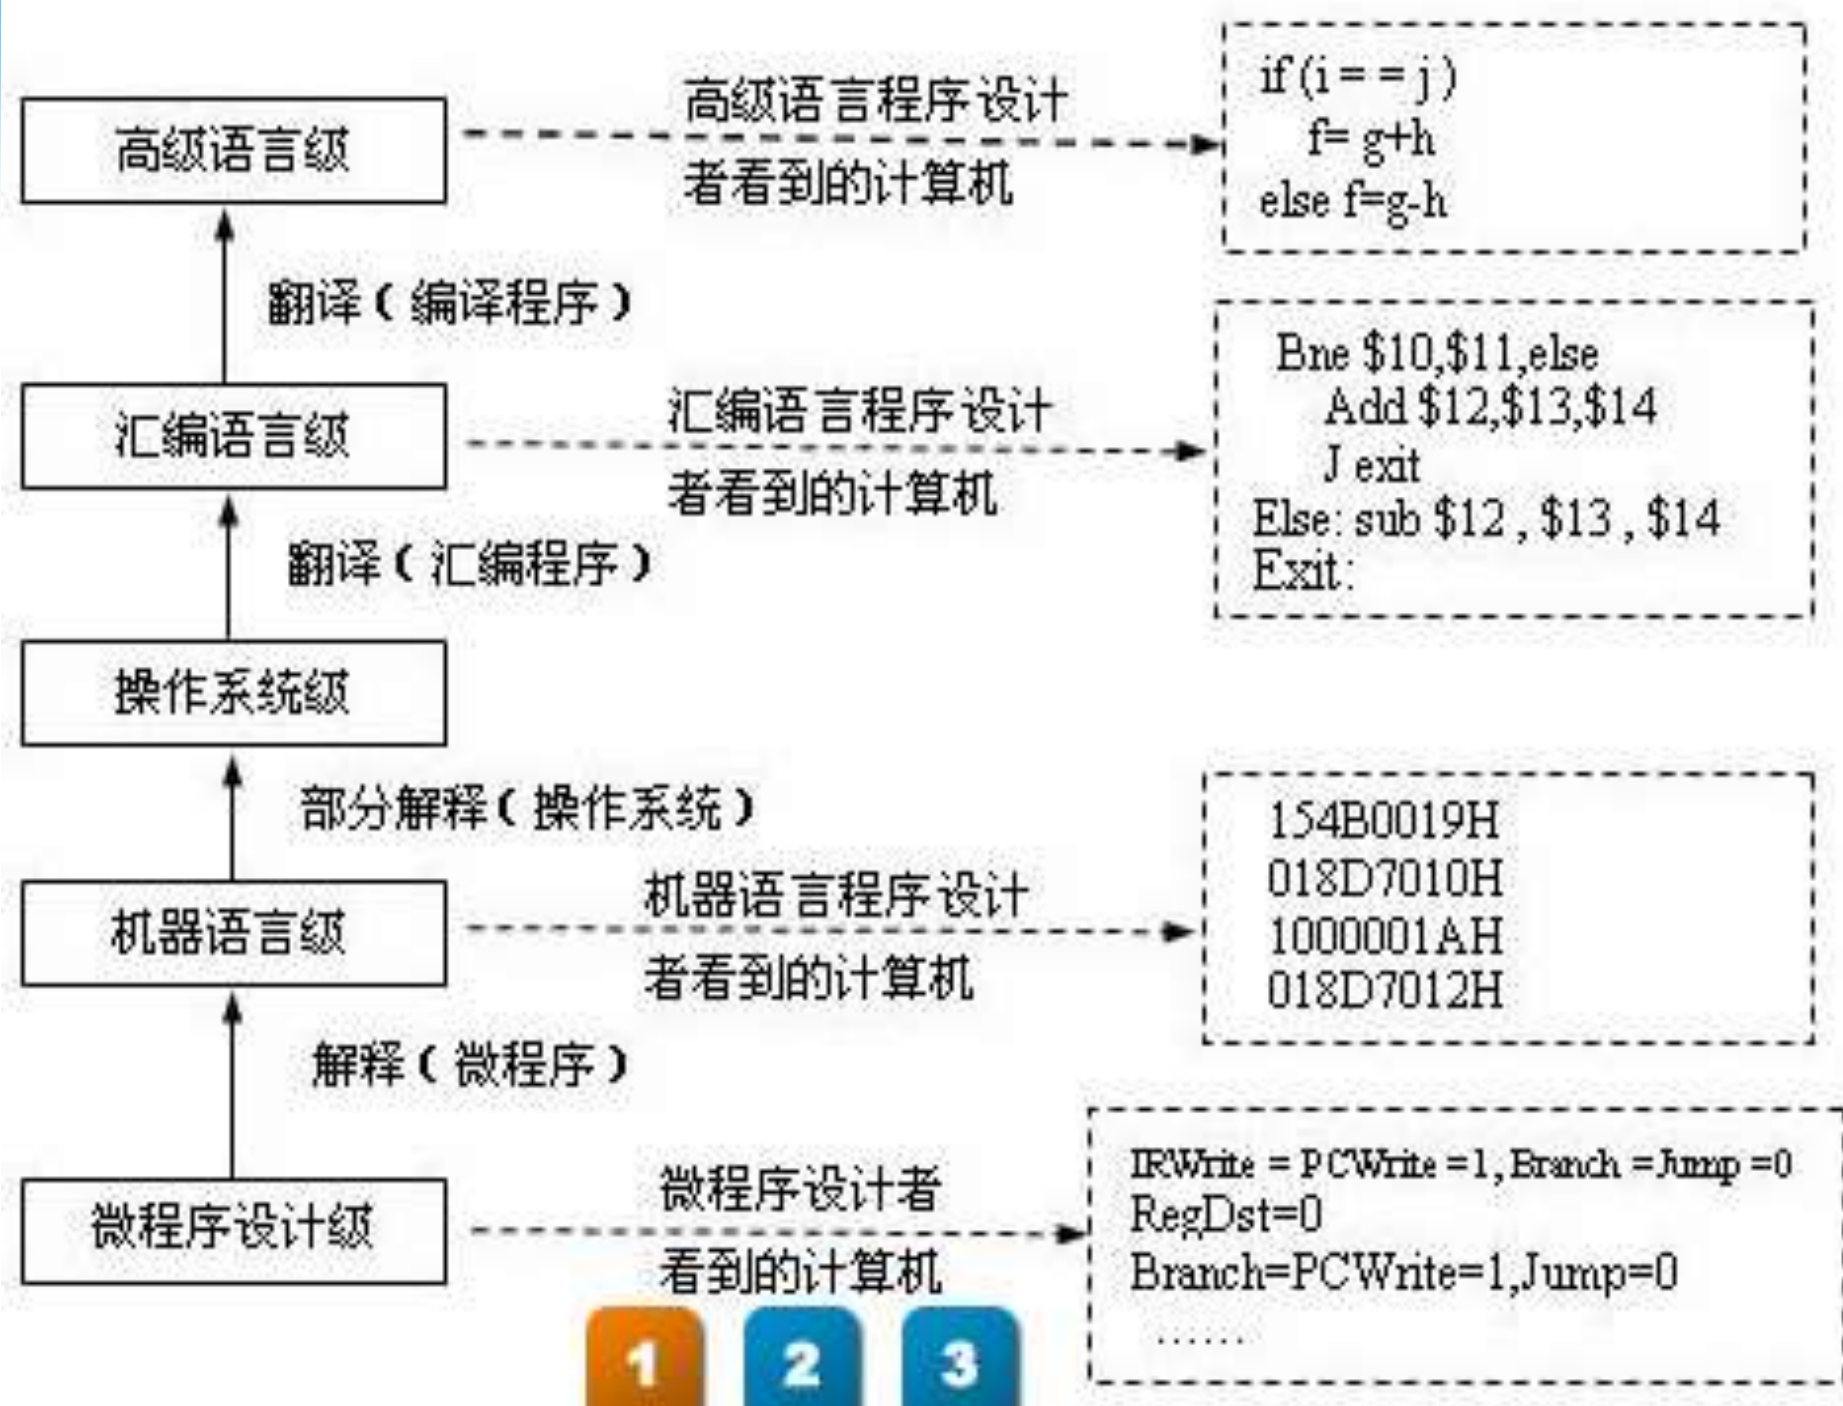 高级语言级
高级语言程序设计
者看到的计算机
if (i = = j )
f= g+h
else f=g-h
翻译（编译程序）
汇编语言级
汇编语言程序设计
者看到的计算机
Bne $10,$11,else
Add $12,$13,$14
J exit
Else: sub $12 , $13 , $14
Exit:
翻译（汇编程序）
操作系统级
部分解释（操作系统）
机器语言级
机器语言程序设计
者看到的计算机
154B0019H
018D7010H
1000001AH
018D7012H
解释（微程序）
微程序设计级
微程序设计者
看到的计算机
IRWrite = PCWrite =1, Branch =Jump =0
RegDst=0
Branch=PCWrite=1,Jump=0
......
1 2 3